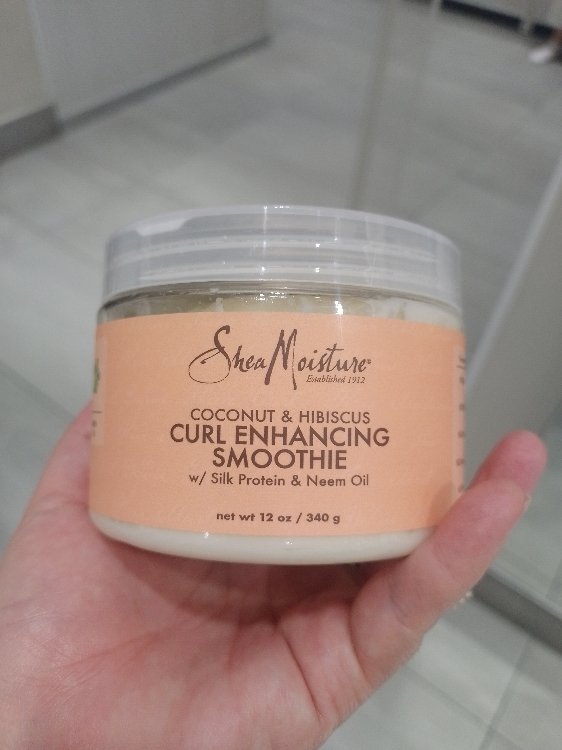 SheaMoisture®
Established 1912
COCONUT & HIBISCUS
CURL ENHANCING
SMOOTHIE
w/ Silk Protein & Neem Oil
net wt 12 oz / 340 g